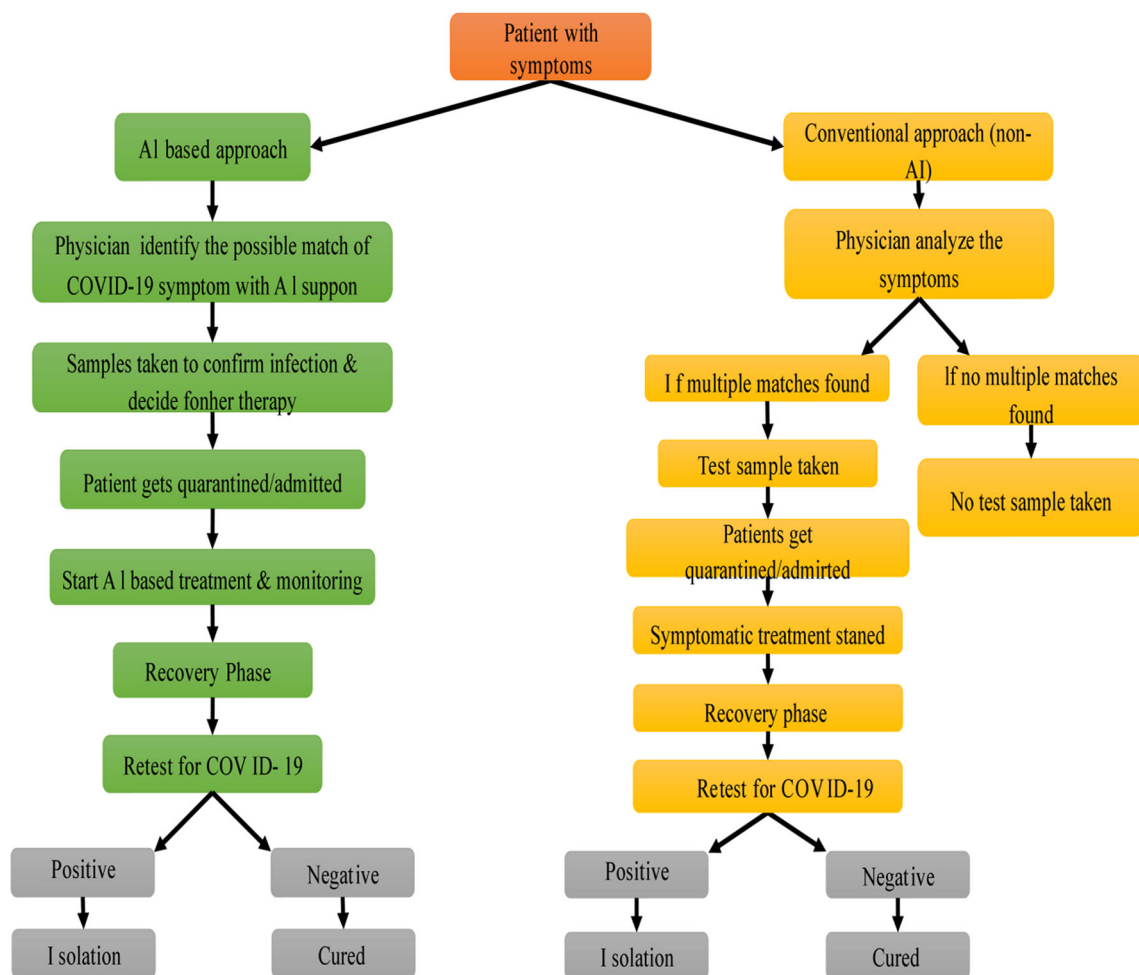 Patient with
symptoms
Al based approach
Physician identify the possible match of
COVID-19 symptom with A l suppon
Samples taken to confirm infection &
decide fonher therapy
Patient gets quarantined/admitted
Start A l based treatment & monitoring
Recovery Phase
Retest for COV ID- 19
Positive
Negative
I solation
Cured
Conventional approach (non-
AI)
Physician analyze the
symptoms
I f multiple matches found
lf no multiple matches
found
Test sample taken
No test sample taken
Patients get
quarantined/admirted
Symptomatic treatment staned
Recovery phase
Retest for COVID-19
Positive
Negative
I solation
Cured